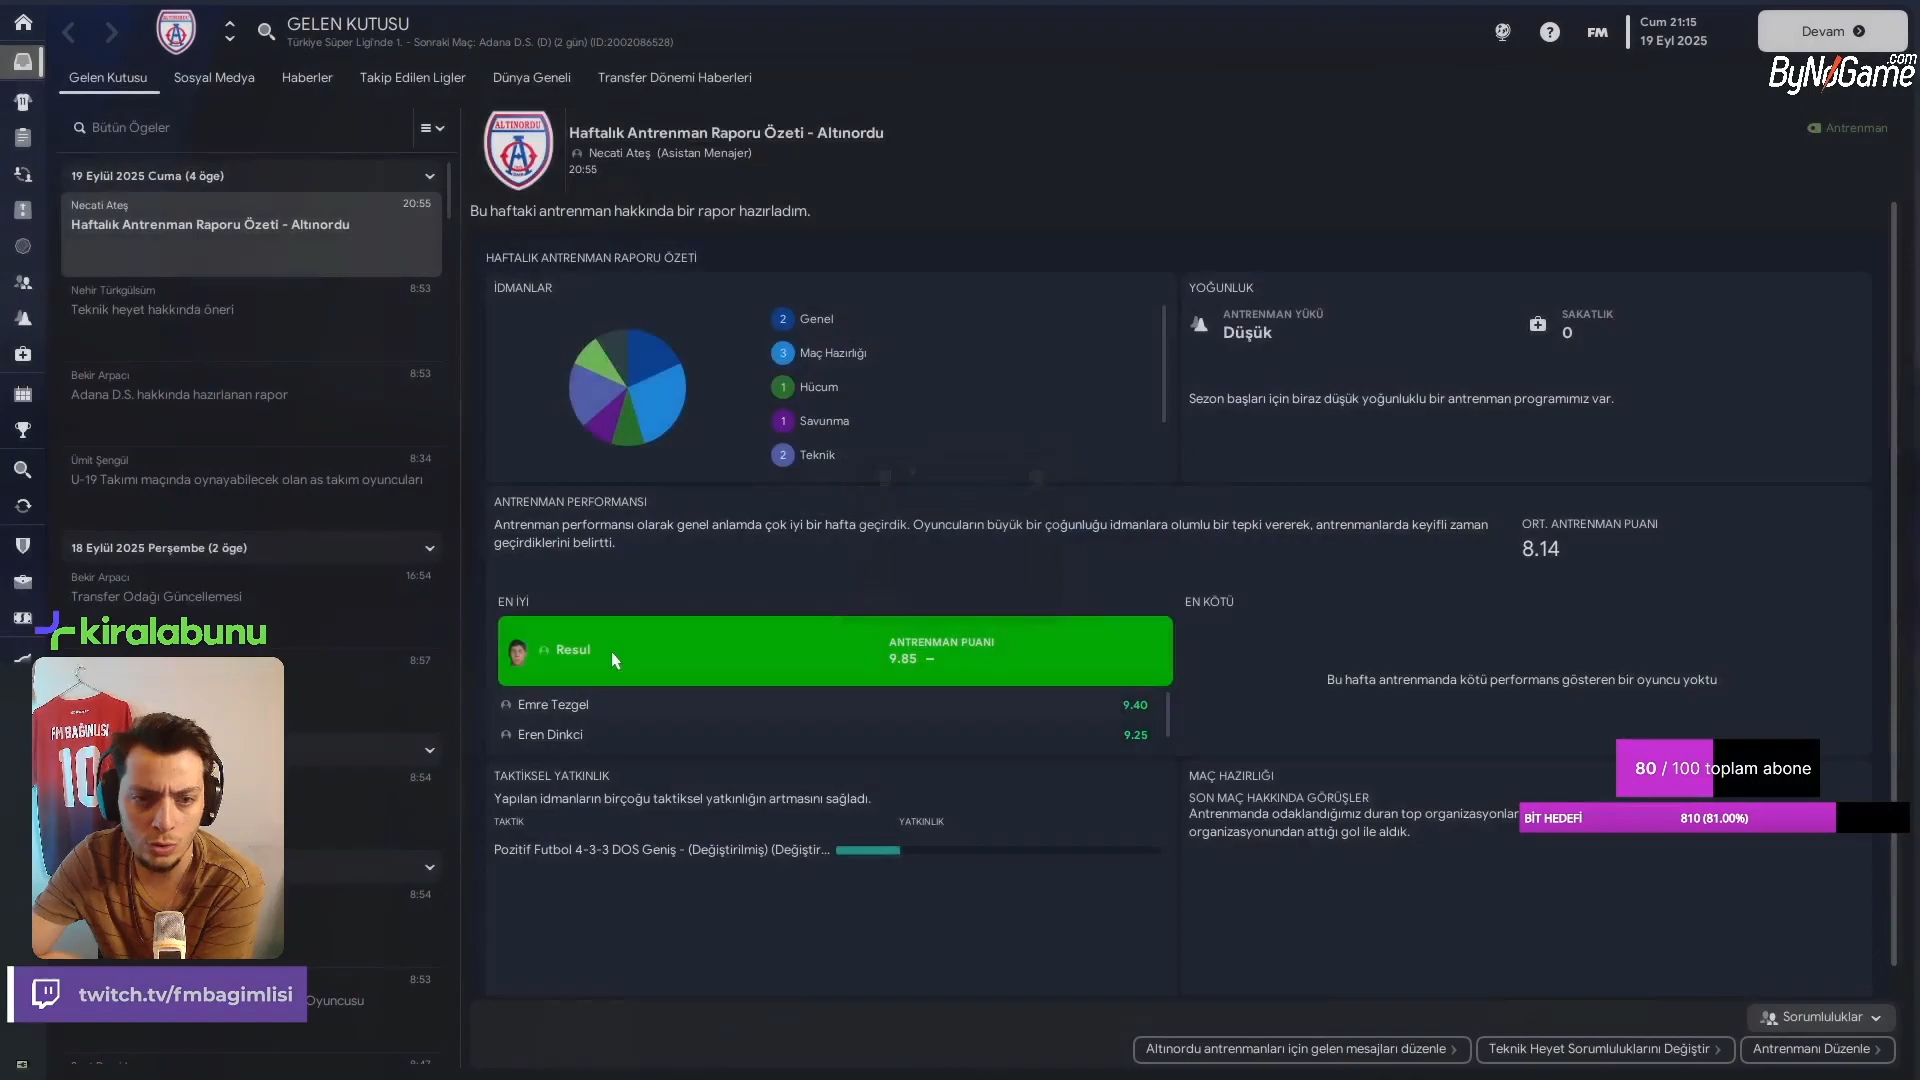 GELEN KUTUSU
Türkiye Süper Ligi'nde 1. - Sonraki Maç: Adana D.S. (D) (2 gün) (ID:2002086528)
FM
Cum 21:15
19 Eyl 2025
Devam
ByNoGame.com
Gelen Kutusu
Sosyal Medya
Haberler
Takip Edilen Ligler
Dünya Geneli
Transfer Dönemi Haberleri
Bütün Ögeler
19 Eylül 2025 Cuma (4 öge)
Necati Ateş 20:55
Haftalık Antrenman Raporu Özeti - Altınordu
Nehir Türkgülsüm 8:53
Teknik heyet hakkında öneri
Bekir Arpacı 8:53
Adana D.S. hakkında hazırlanan rapor
Ümit Şengül 8:34
U-19 Takımı maçında oynayabilecek olan as takım oyuncuları
18 Eylül 2025 Perşembe (2 öge)
Bekir Arpacı 16:54
Transfer Odağı Güncellemesi
kiralabunu
8:57
8:54
8:54
8:53
Oyuncusu
FM BAĞIMLISI
10
twitch.tv/fmbagimlisi
ALTINORDU
Haftalık Antrenman Raporu Özeti - Altınordu
Necati Ateş (Asistan Menajer)
20:55
Antrenman
Bu haftaki antrenman hakkında bir rapor hazırladım.
HAFTALIK ANTRENMAN RAPORU ÖZETİ
İDMANLAR
2 Genel
3 Maç Hazırlığı
1 Hücum
1 Savunma
2 Teknik
YOĞUNLUK
ANTRENMAN YÜKÜ
Düşük
SAKATLIK
0
Sezon başları için biraz düşük yoğunluklu bir antrenman programımız var.
ANTRENMAN PERFORMANSI
Antrenman performansı olarak genel anlamda çok iyi bir hafta geçirdik. Oyuncuların büyük bir çoğunluğu idmanlara olumlu bir tepki vererek, antrenmanlarda keyifli zaman
geçirdiklerini belirtti.
ORT. ANTRENMAN PUANI
8.14
EN İYİ
Resul
ANTRENMAN PUANI
9.85 –
Emre Tezgel 9.40
Eren Dinkci 9.25
EN KÖTÜ
Bu hafta antrenmanda kötü performans gösteren bir oyuncu yoktu
TAKTİKSEL YATKINLIK
Yapılan idmanların birçoğu taktiksel yatkınlığın artmasını sağladı.
TAKTİK YATKINLIK
Pozitif Futbol 4-3-3 DOS Geniş - (Değiştirilmiş) (Değiştir...
MAÇ HAZIRLIĞI
SON MAÇ HAKKINDA GÖRÜŞLER
Antrenmanda odaklandığımız duran top organizasyonlar
organizasyonundan attığı gol ile aldık.
80 / 100 toplam abone
BİT HEDEFİ 810 (81.00%)
Sorumluluklar
Altınordu antrenmanları için gelen mesajları düzenle
Teknik Heyet Sorumluluklarını Değiştir
Antrenmanı Düzenle